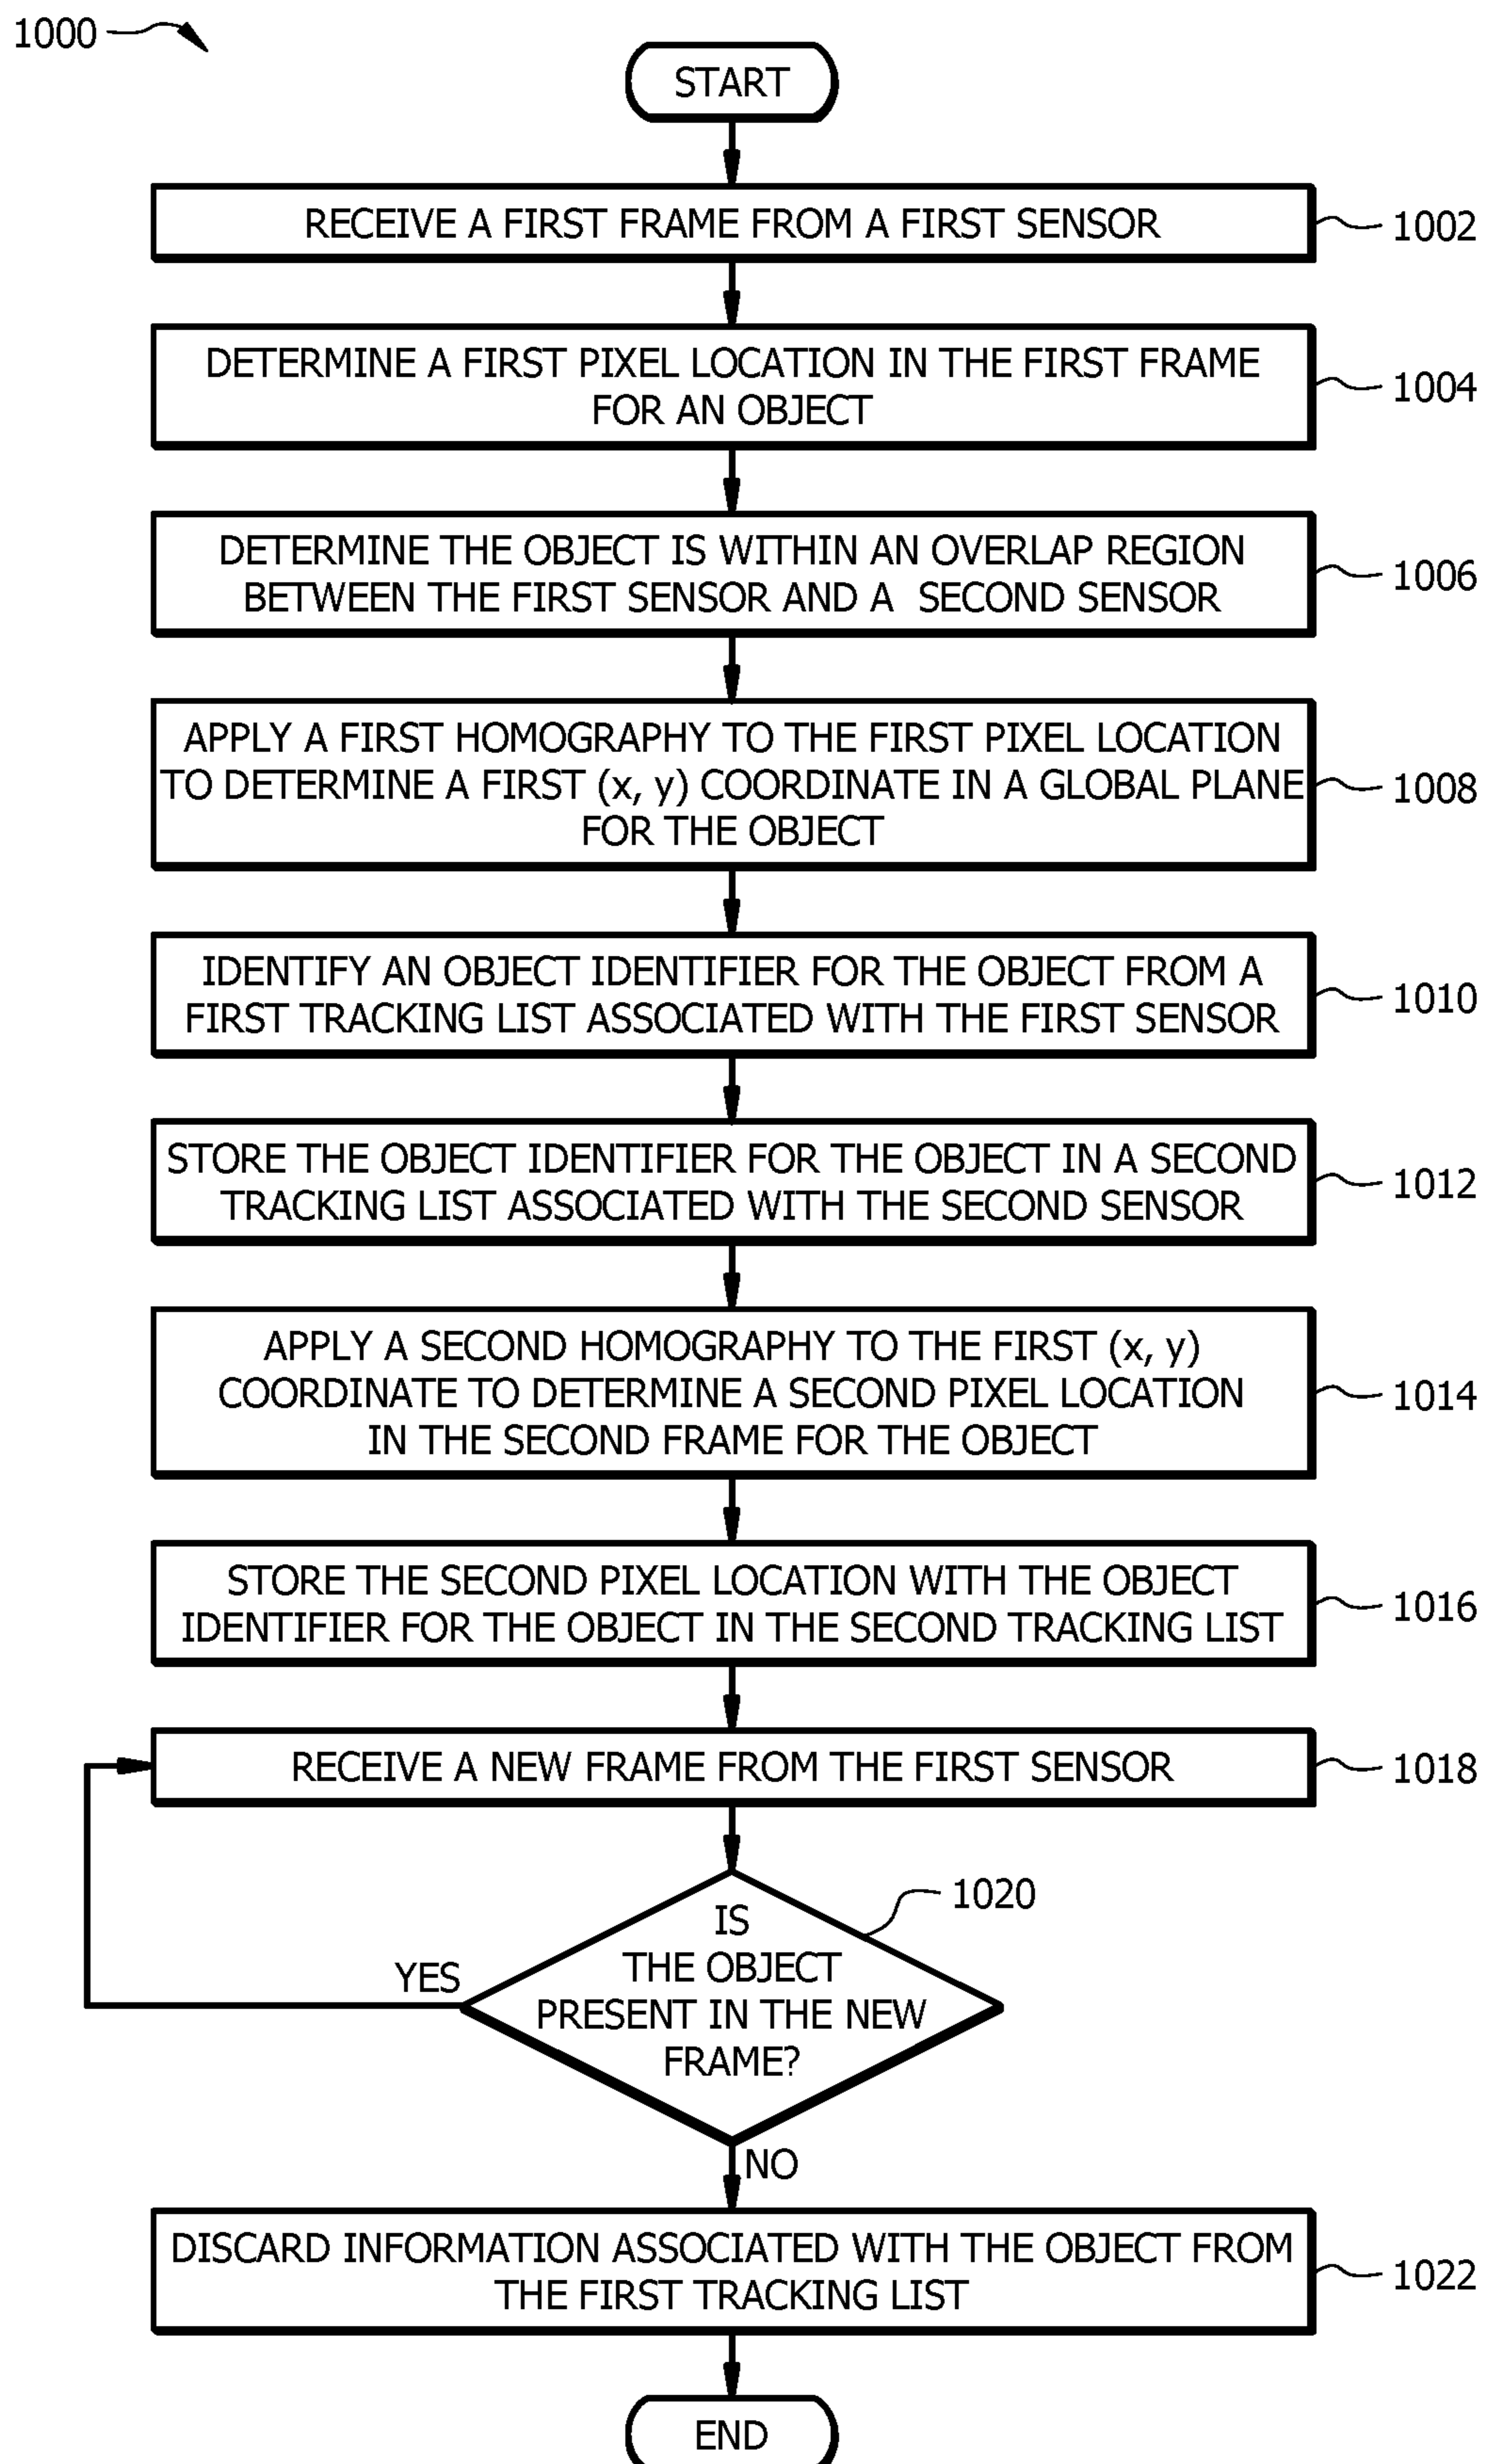 1000
START
RECEIVE A FIRST FRAME FROM A FIRST SENSOR
1002
DETERMINE A FIRST PIXEL LOCATION IN THE FIRST FRAME
FOR AN OBJECT
1004
DETERMINE THE OBJECT IS WITHIN AN OVERLAP REGION
BETWEEN THE FIRST SENSOR AND A SECOND SENSOR
1006
APPLY A FIRST HOMOGRAPHY TO THE FIRST PIXEL LOCATION
TO DETERMINE A FIRST (x, y) COORDINATE IN A GLOBAL PLANE
FOR THE OBJECT
1008
IDENTIFY AN OBJECT IDENTIFIER FOR THE OBJECT FROM A
FIRST TRACKING LIST ASSOCIATED WITH THE FIRST SENSOR
1010
STORE THE OBJECT IDENTIFIER FOR THE OBJECT IN A SECOND
TRACKING LIST ASSOCIATED WITH THE SECOND SENSOR
1012
APPLY A SECOND HOMOGRAPHY TO THE FIRST (x, y)
COORDINATE TO DETERMINE A SECOND PIXEL LOCATION
IN THE SECOND FRAME FOR THE OBJECT
1014
STORE THE SECOND PIXEL LOCATION WITH THE OBJECT
IDENTIFIER FOR THE OBJECT IN THE SECOND TRACKING LIST
1016
RECEIVE A NEW FRAME FROM THE FIRST SENSOR
1018
1020
IS
THE OBJECT
PRESENT IN THE NEW
FRAME?
YES
NO
DISCARD INFORMATION ASSOCIATED WITH THE OBJECT FROM
THE FIRST TRACKING LIST
1022
END